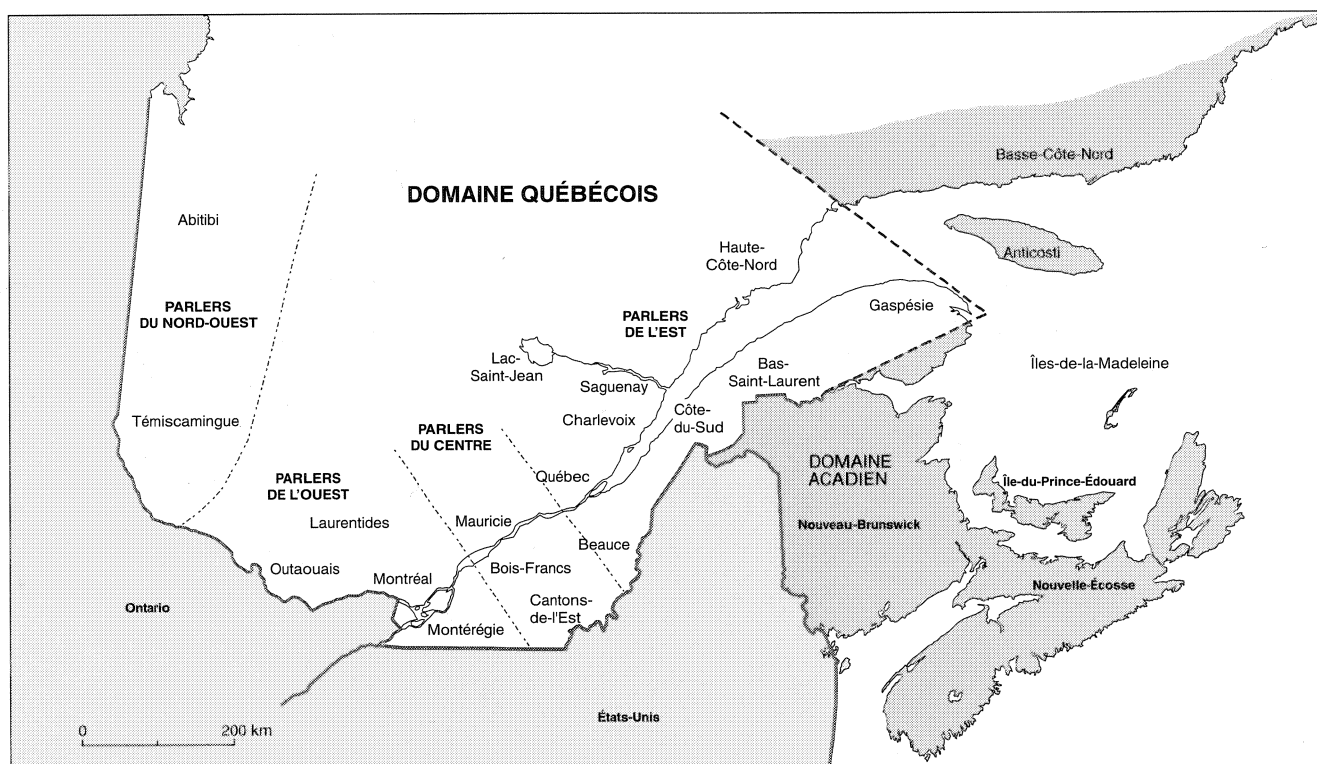 Basse-Côte-Nord
DOMAINE QUÉBÉCOIS
Abitibi
Haute-
Côte-Nord
Anticosti
PARLERS
DU NORD-OUEST
PARLERS
DE L'EST
Gaspésie
Lac-
Saint-Jean
Saguenay
Bas-
Saint-Laurent
Îles-de-la-Madeleine
Témiscamingue
Charlevoix
Côte-
du-Sud
PARLERS
DU CENTRE
DOMAINE
ACADIEN
PARLERS
DE L'OUEST
Québec
Île-du-Prince-Édouard
Laurentides
Mauricie
Nouveau-Brunswick
Beauce
Outaouais
Montréal
Bois-Francs
Nouvelle-Écosse
Ontario
Cantons-
de-l'Est
Montérégie
États-Unis
0 200 km